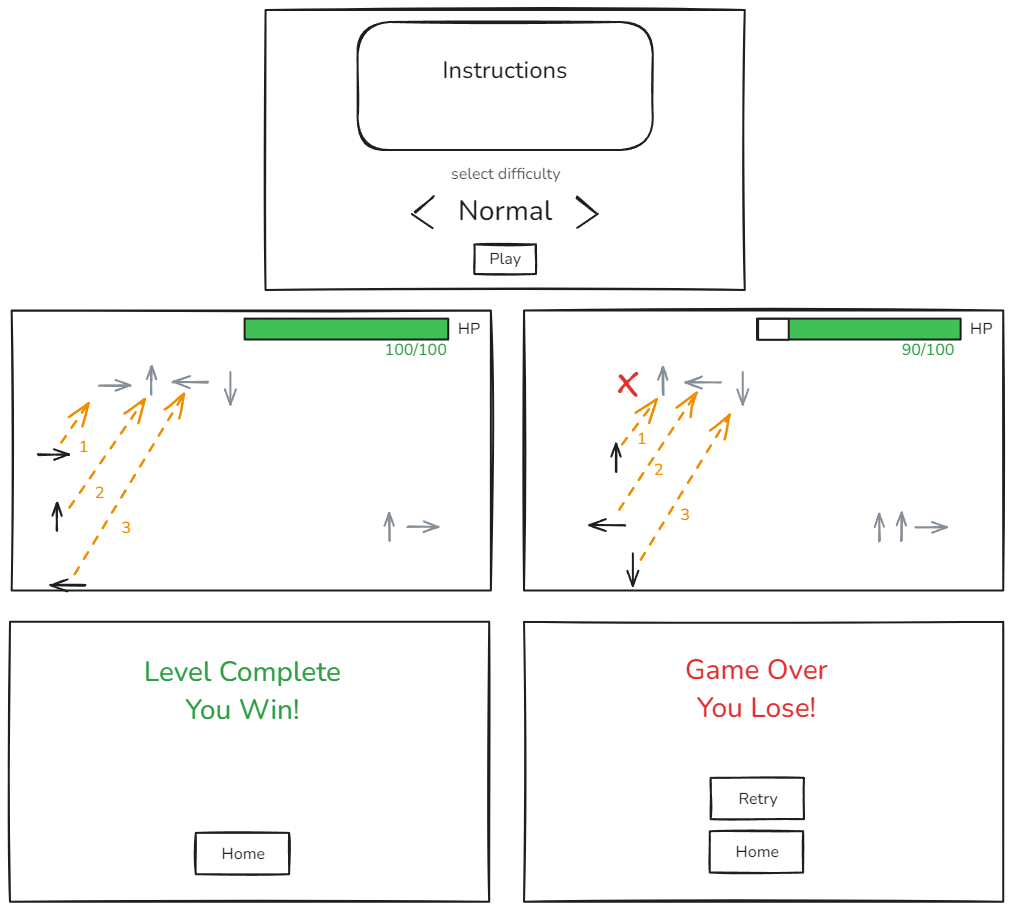 Instructions
select difficulty
Normal
Play
HP
100/100
1
2
3
HP
90/100
1
2
3
Level Complete
You Win!
Home
Game Over
You Lose!
Retry
Home